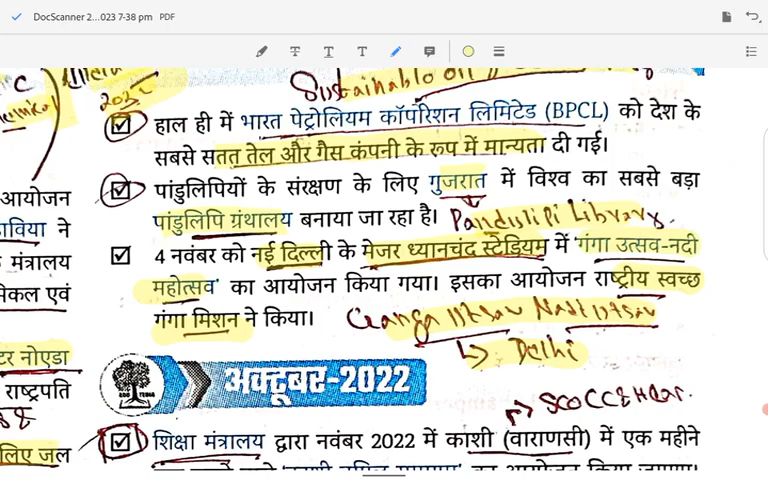 DocScanner 2...023 7-38 pm PDF
2022
Sustainable Oil
हाल ही में भारत पेट्रोलियम कॉर्पोरेशन लिमिटेड (BPCL) को देश के
सबसे सतत तेल और गैस कंपनी के रूप में मान्यता दी गई।
पांडुलिपियों के संरक्षण के लिए गुजरात में विश्व का सबसे बड़ा
पांडुलिपि ग्रंथालय बनाया जा रहा है। Pandulipi Library.
4 नवंबर को नई दिल्ली के मेजर ध्यानचंद स्टेडियम में 'गंगा उत्सव-नदी
महोत्सव' का आयोजन किया गया। इसका आयोजन राष्ट्रीय स्वच्छ
गंगा मिशन ने किया। Ganga Utsav Nadi Utsav
Delhi
अक्टूबर-2022
शिक्षा मंत्रालय द्वारा नवंबर 2022 में काशी (वाराणसी) में एक महीने
आयोजन
ने
मंत्रालय
एवं
नोएडा
राष्ट्रपति
लिए जल